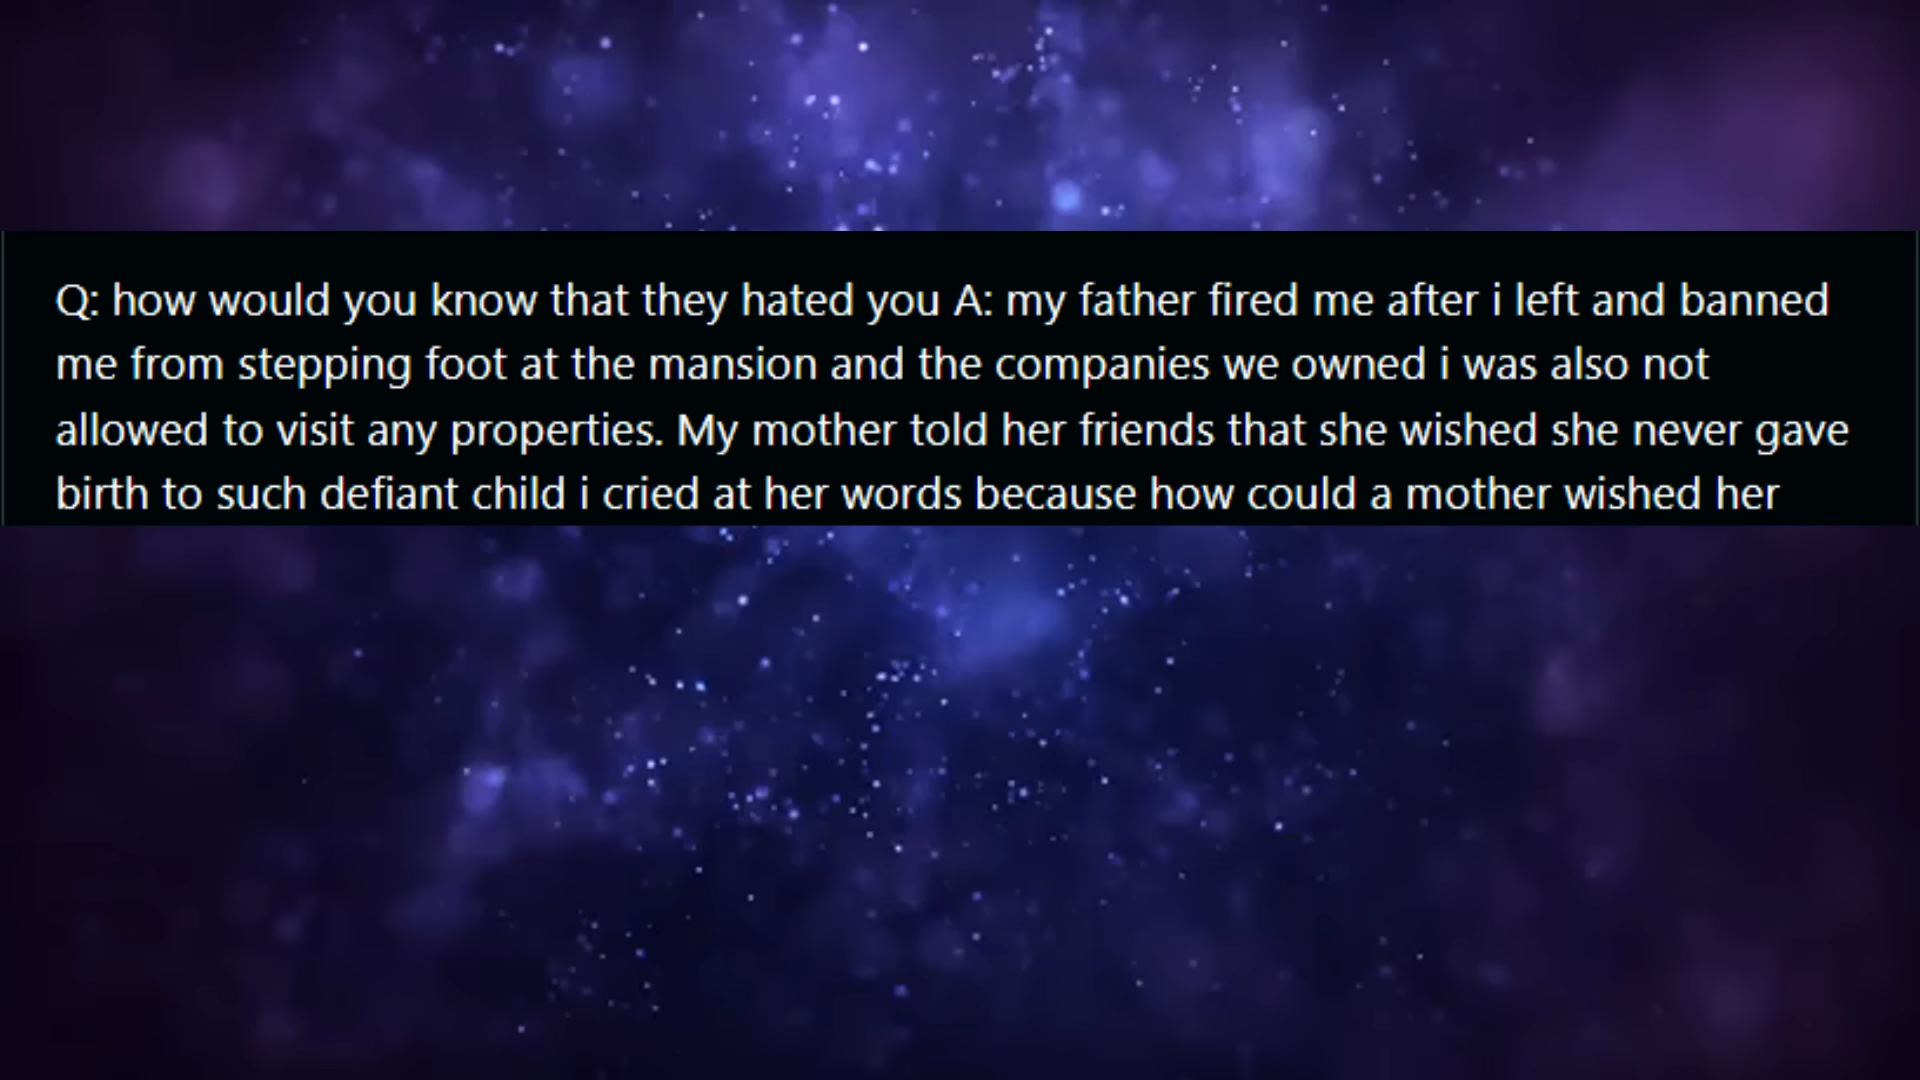 Q: how would you know that they hated you A: my father fired me after i left and banned
me from stepping foot at the mansion and the companies we owned i was also not
allowed to visit any properties. My mother told her friends that she wished she never gave
birth to such defiant child i cried at her words because how could a mother wished her